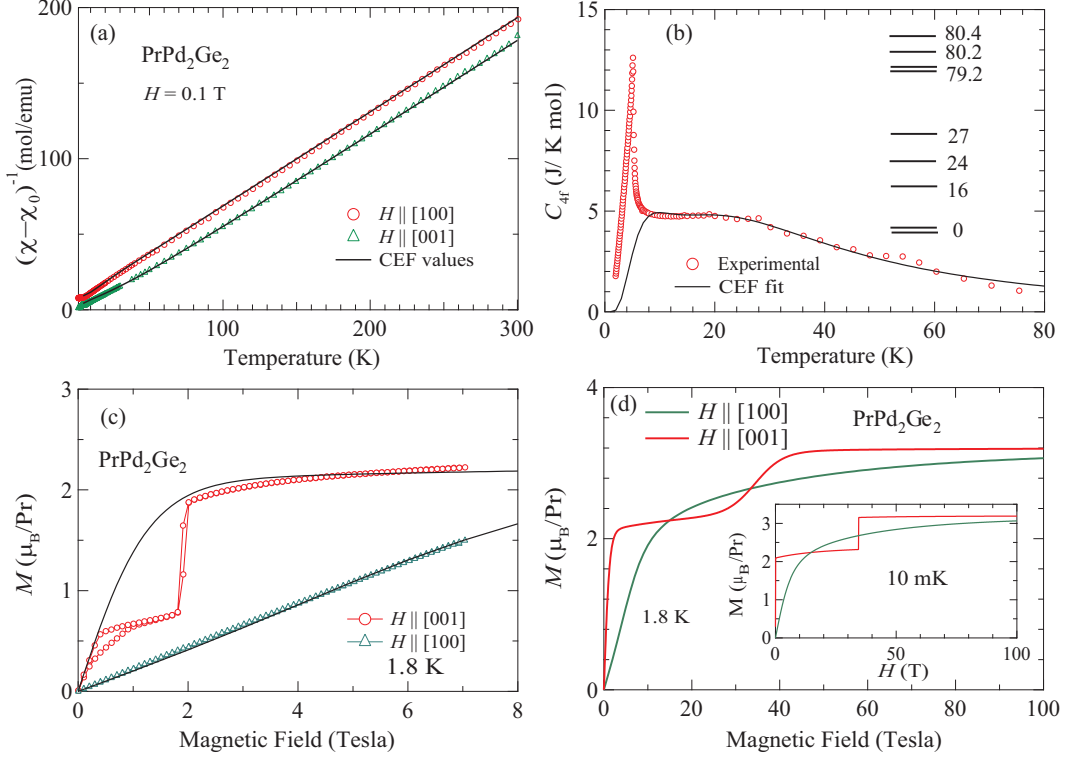 (a)
PrPd₂Ge₂
H = 0.1 T
H || [100]
H || [001]
CEF values
200
100
0
100
200
300
(χ−χ₀)⁻¹ (mol/emu)
Temperature (K)
(b)
80.4
80.2
79.2
27
24
16
0
Experimental
CEF fit
15
10
5
0
0
20
40
60
80
C4f (J/ K mol)
Temperature (K)
(c)
PrPd₂Ge₂
H || [001]
H || [100]
1.8 K
3
2
1
0
0
2
4
6
8
M (μB/Pr)
Magnetic Field (Tesla)
(d)
H || [100]
H || [001]
PrPd₂Ge₂
1.8 K
4
2
0
0
20
40
60
80
100
M (μB/Pr)
Magnetic Field (Tesla)
10 mK
3
2
1
0
0
50
100
M (μB/Pr)
H (T)